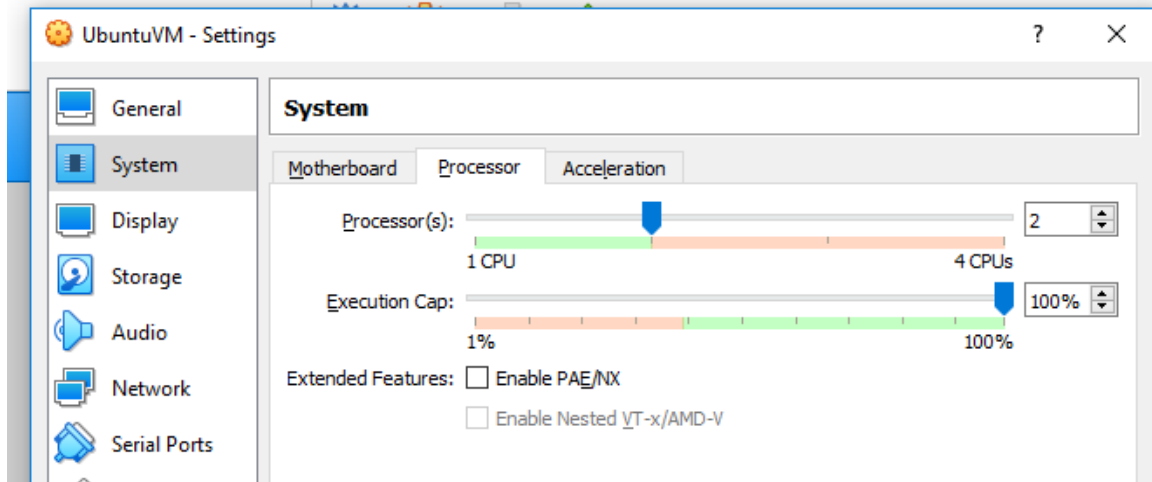 UbuntuVM - Settings
?
General
System
Display
Storage
Audio
Network
Serial Ports
System
Motherboard Processor Acceleration
Processor(s): 2
1 CPU 4 CPUs
Execution Cap: 100%
1% 100%
Extended Features: Enable PAE/NX
Enable Nested VT-x/AMD-V